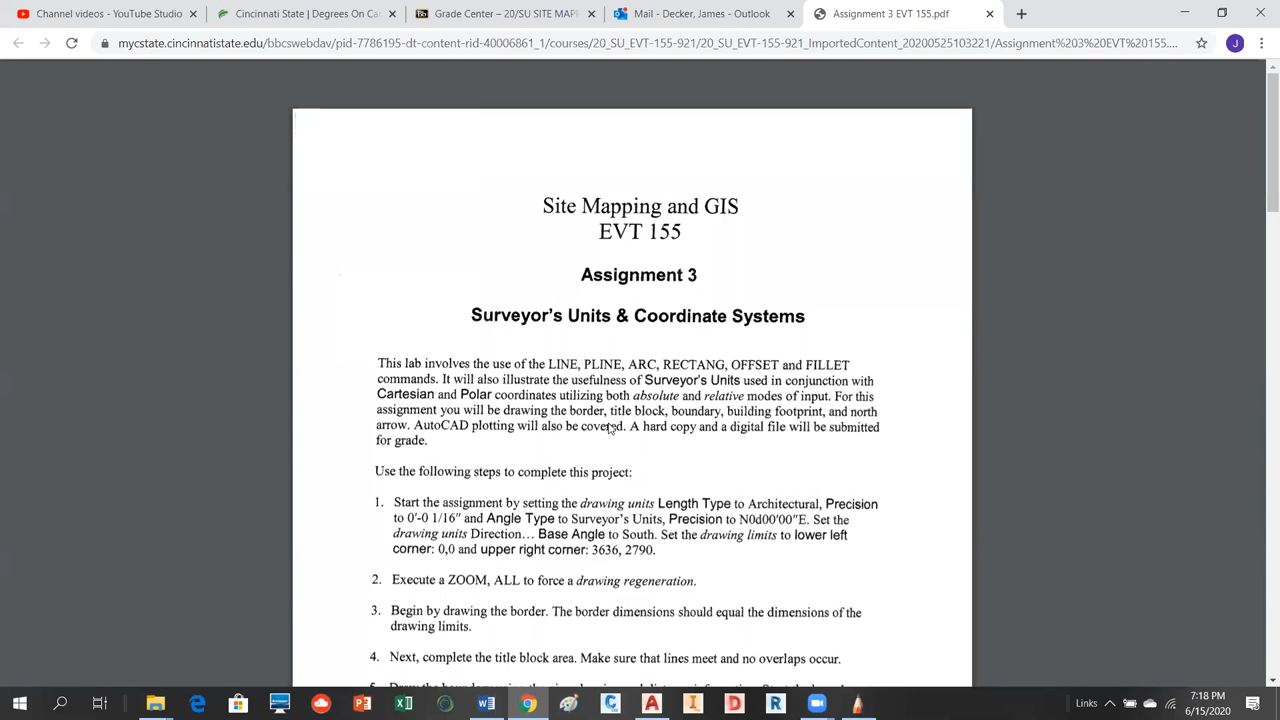 Channel videos - YouTube Studio
Cincinnati State | Degrees On Ca
Grade Center - 20/SU SITE MAPP
Mail - Decker, James - Outlook
Assignment 3 EVT 155.pdf
mycstate.cincinnatistate.edu/bbcswebdav/pid-7786195-dt-content-rid-40006861_1/courses/20_SU_EVT-155-921/20_SU_EVT-155-921_ImportedContent_20200525103221/Assignment%203%20EVT%20155....
J
Site Mapping and GIS
EVT 155
Assignment 3
Surveyor's Units & Coordinate Systems
This lab involves the use of the LINE, PLINE, ARC, RECTANG, OFFSET and FILLET
commands. It will also illustrate the usefulness of Surveyor's Units used in conjunction with
Cartesian and Polar coordinates utilizing both absolute and relative modes of input. For this
assignment you will be drawing the border, title block, boundary, building footprint, and north
arrow. AutoCAD plotting will also be covered. A hard copy and a digital file will be submitted
for grade.
Use the following steps to complete this project:
1. Start the assignment by setting the drawing units Length Type to Architectural, Precision
to 0'-0 1/16" and Angle Type to Surveyor's Units, Precision to N0d00'00"E. Set the
drawing units Direction... Base Angle to South. Set the drawing limits to lower left
corner: 0,0 and upper right corner: 3636, 2790.
2. Execute a ZOOM, ALL to force a drawing regeneration.
3. Begin by drawing the border. The border dimensions should equal the dimensions of the
drawing limits.
4. Next, complete the title block area. Make sure that lines meet and no overlaps occur.
Links
7:18 PM
6/15/2020